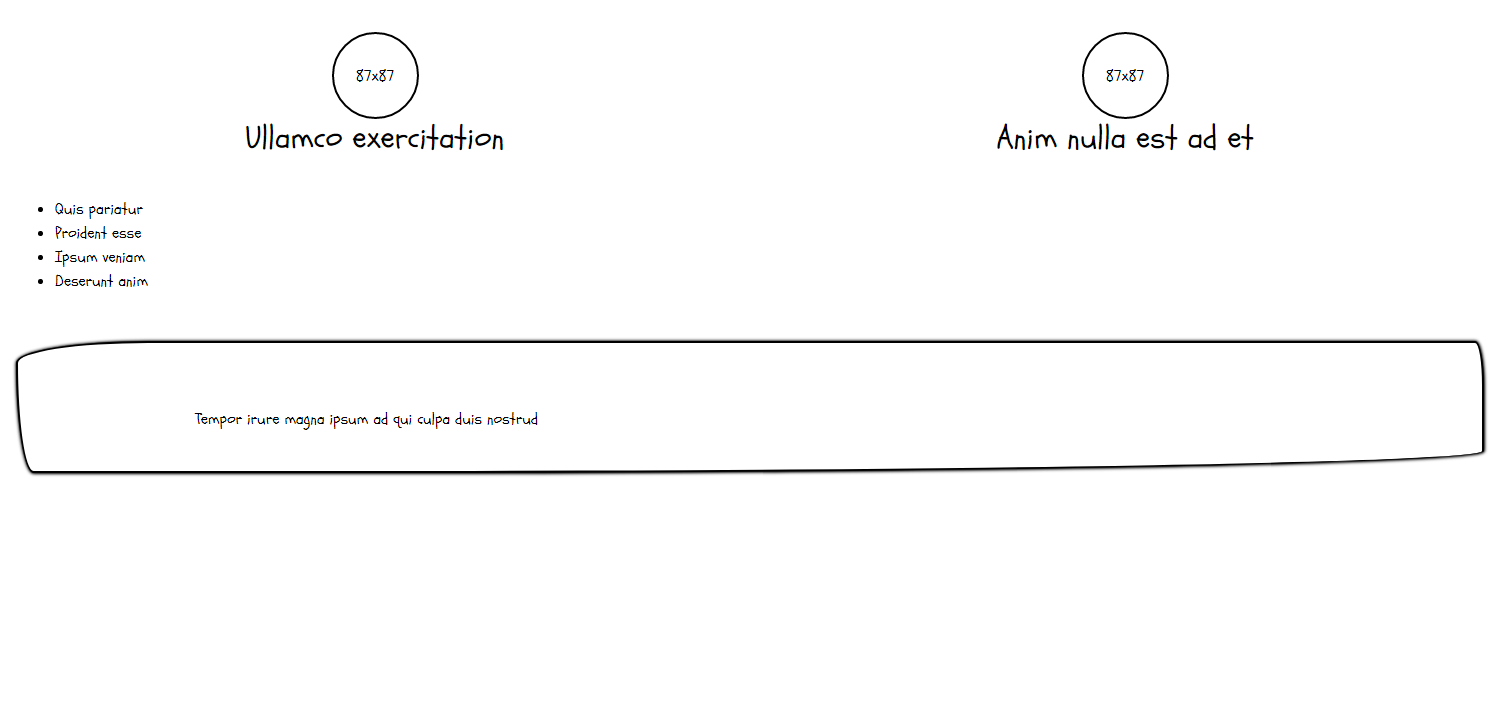 87x87
Ullamco exercitation
87x87
Anim nulla est ad et
Quis pariatur
Proident esse
Ipsum veniam
Deserunt anim
Tempor irure magna ipsum ad qui culpa duis nostrud